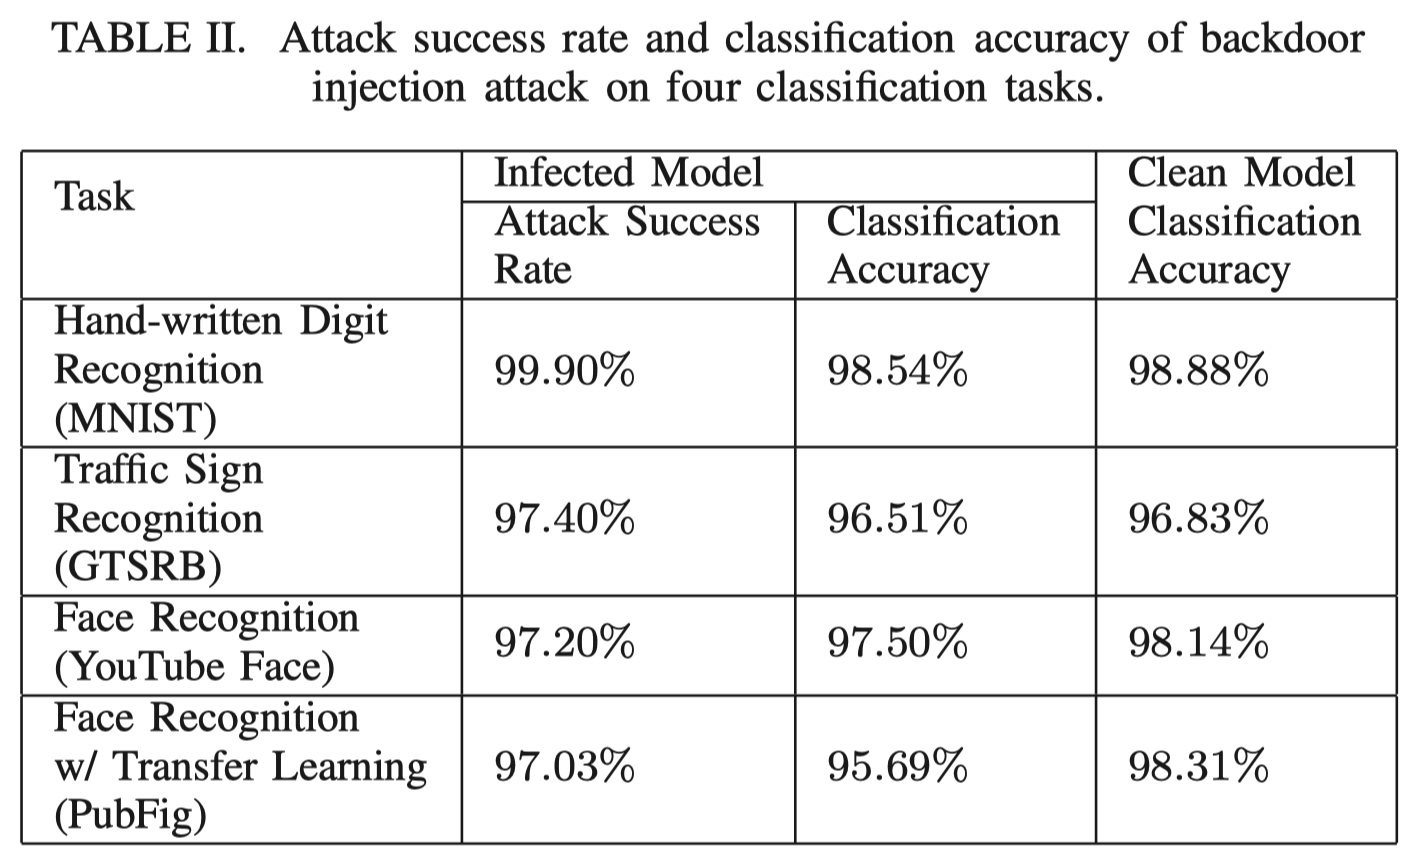 TABLE II. Attack success rate and classification accuracy of backdoor
injection attack on four classification tasks.
Task
Infected Model
Attack Success
Rate
Classification
Accuracy
Clean Model
Classification
Accuracy
Hand-written Digit
Recognition
(MNIST)
99.90%
98.54%
98.88%
Traffic Sign
Recognition
(GTSRB)
97.40%
96.51%
96.83%
Face Recognition
(YouTube Face)
97.20%
97.50%
98.14%
Face Recognition
w/ Transfer Learning
(PubFig)
97.03%
95.69%
98.31%